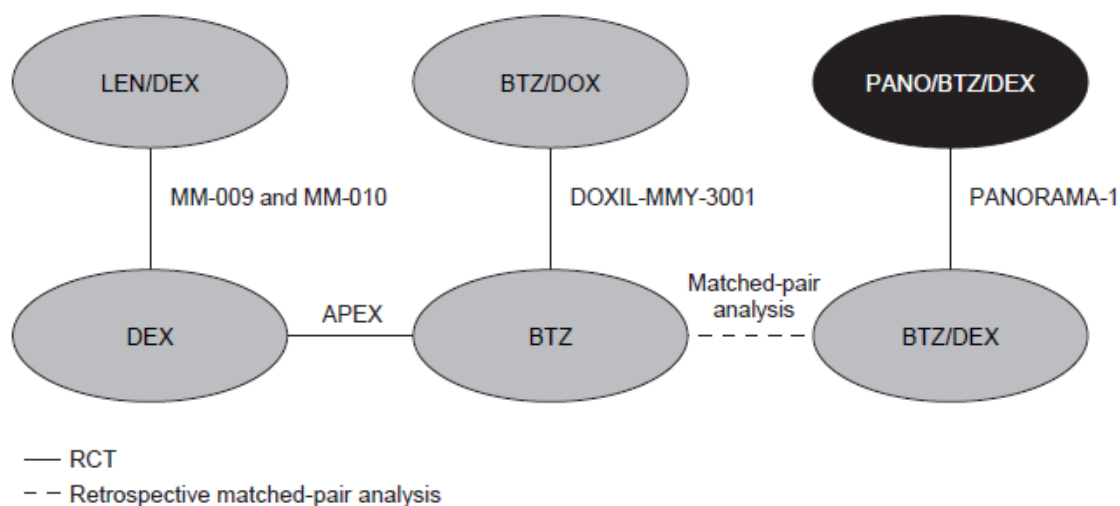 LEN/DEX
BTZ/DOX
PANO/BTZ/DEX
MM-009 and MM-010
DOXIL-MMY-3001
PANORAMA-1
DEX
APEX
BTZ
Matched-pair
analysis
BTZ/DEX
RCT
Retrospective matched-pair analysis